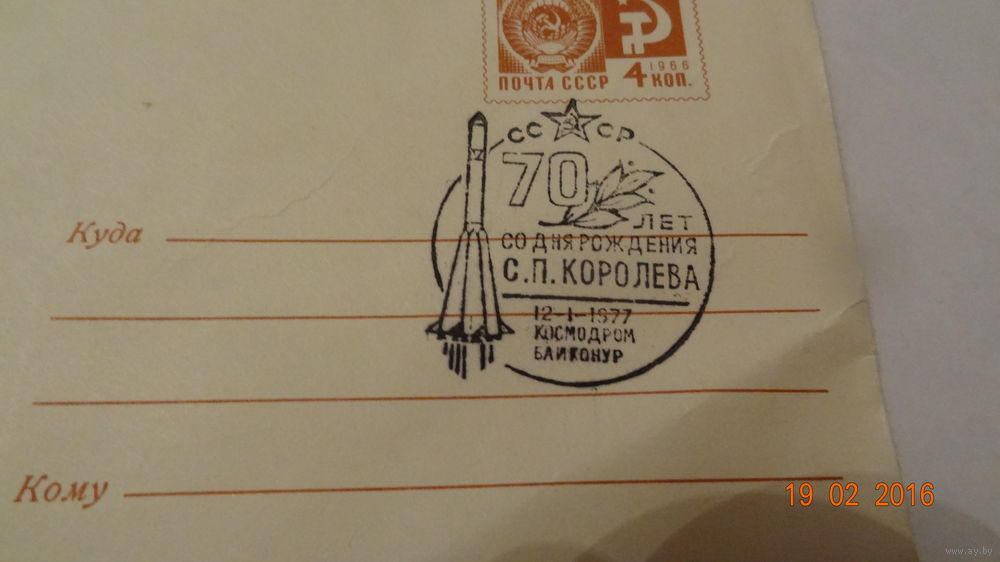 1966
ПОЧТА СССР 4 КОП.
СССР
70
ЛЕТ
СО ДНЯ РОЖДЕНИЯ
С.П. КОРОЛЕВА
12-I-1977
КОСМОДРОМ
БАЙКОНУР
Куда
Кому
19 02 2016
www.ay.by